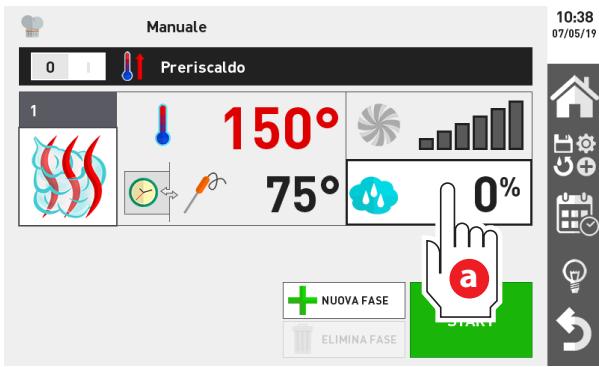 Manuale
10:38
07/05/19
0 I Preriscaldo
1
150°
75°
0%
a
NUOVA FASE
START
ELIMINA FASE